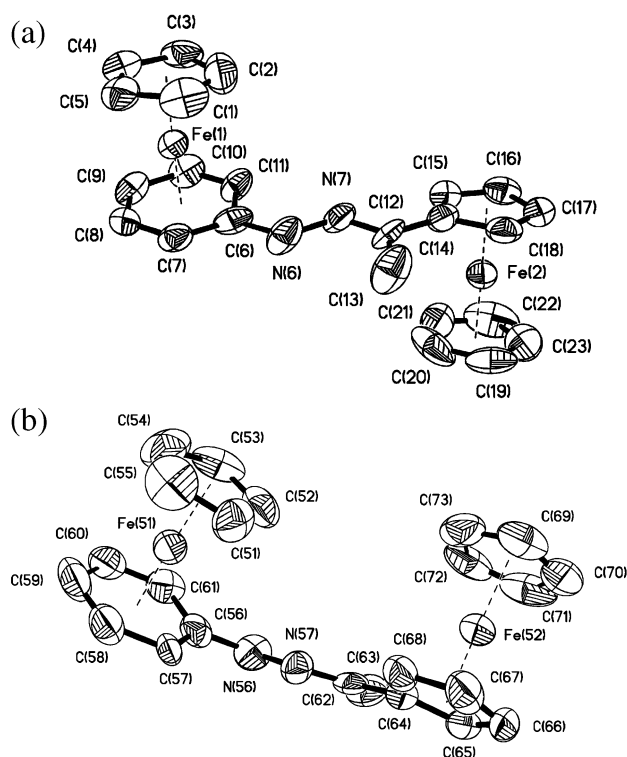 (a)
C(3)
C(4)
C(2)
C(5)
C(1)
Fe(1)
C(10)
C(11)
C(9)
C(8)
C(7)
C(6)
N(6)
N(7)
C(12)
C(13)
C(15)
C(16)
C(17)
C(14)
C(18)
Fe(2)
C(21)
C(22)
C(23)
C(20)
C(19)
(b)
C(54)
C(53)
C(55)
C(52)
Fe(51)
C(51)
C(60)
C(61)
C(59)
C(56)
C(58)
C(57)
N(57)
N(56)
C(63)
C(62)
C(68)
C(64)
C(67)
C(66)
C(65)
C(73)
C(69)
C(70)
C(72)
C(71)
Fe(52)